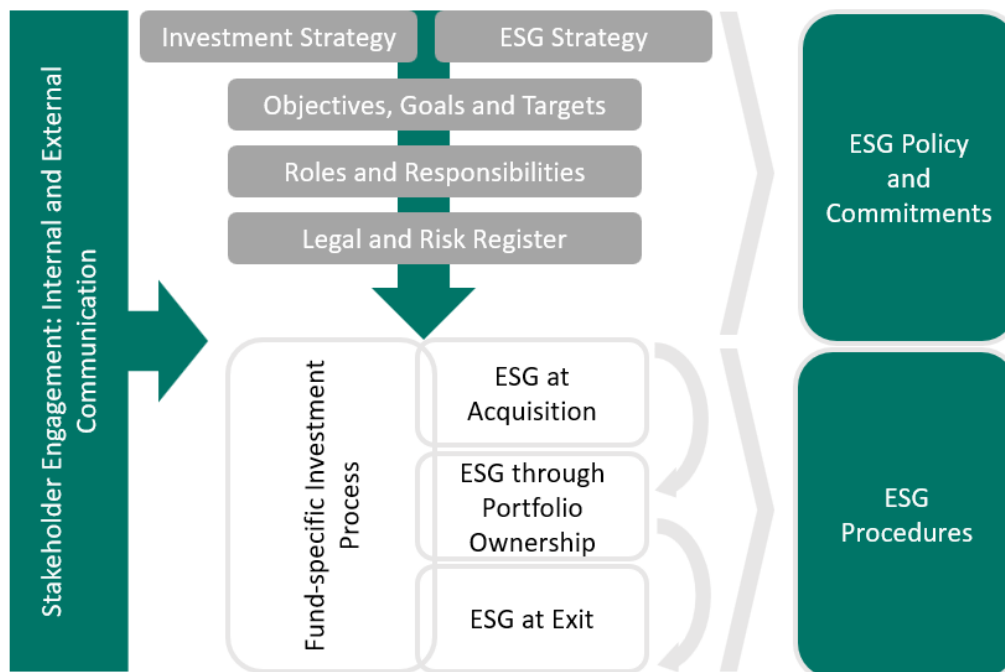 Stakeholder Engagement: Internal and External
Communication
Investment Strategy
ESG Strategy
Objectives, Goals and Targets
Roles and Responsibilities
Legal and Risk Register
ESG Policy
and
Commitments
Fund-specific Investment
Process
ESG at
Acquisition
ESG through
Portfolio
Ownership
ESG at Exit
ESG
Procedures